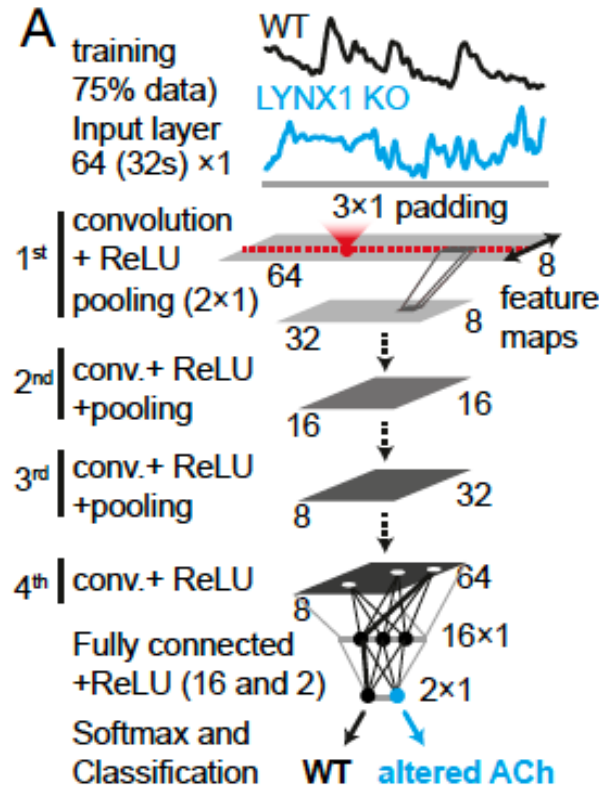 A
training
75% data)
Input layer
64 (32s) ×1
WT
LYNX1 KO
3×1 padding
1st
convolution
+ ReLU
pooling (2×1)
64
8
feature
maps
32
8
2nd
conv.+ ReLU
+pooling
16
16
3rd
conv.+ ReLU
+pooling
8
32
4th
conv.+ ReLU
8
64
Fully connected
+ReLU (16 and 2)
16×1
2×1
Softmax and
Classification
WT
altered ACh